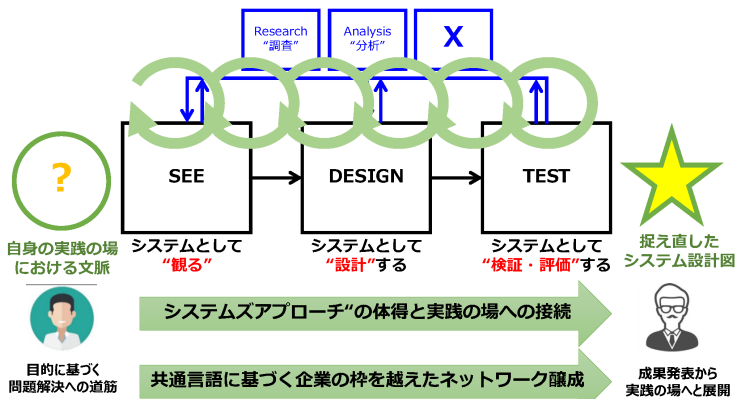 Research
“調査”
Analysis
“分析”
X
?
SEE
DESIGN
TEST
自身の実践の場
における文脈
システムとして
“観る”
システムとして
“設計”する
システムとして
“検証・評価”する
捉え直した
システム設計図
システムズアプローチ“の体得と実践の場への接続
目的に基づく
問題解決への道筋
共通言語に基づく企業の枠を越えたネットワーク醸成
成果発表から
実践の場へと展開